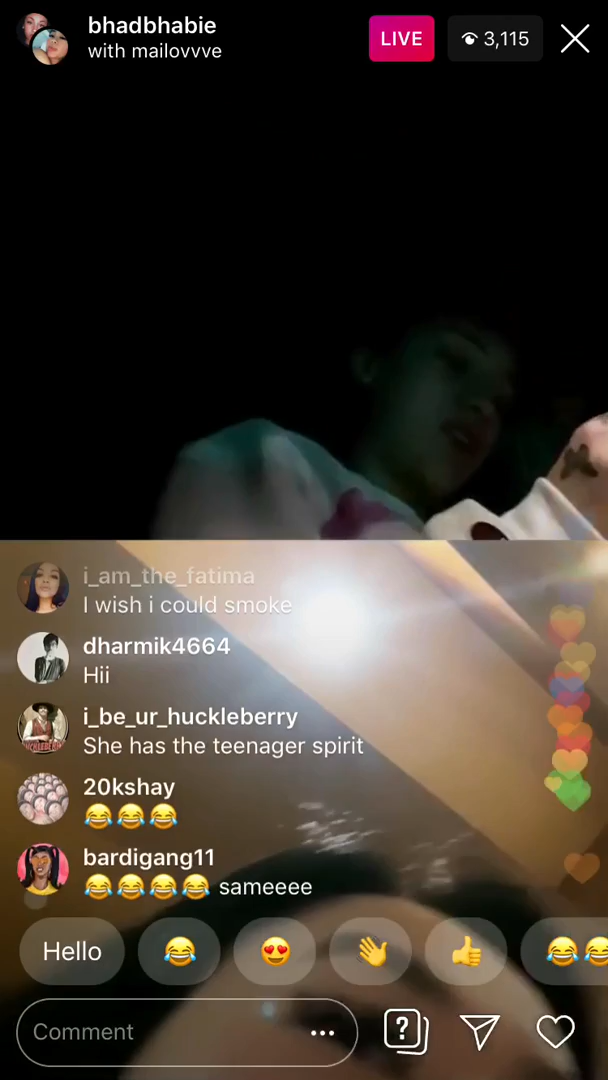 bhadbhabie
with mailovvve
LIVE
3,115
i_am_the_fatima
I wish i could smoke
dharmik4664
Hii
i_be_ur_huckleberry
She has the teenager spirit
20kshay
😂😂😂
bardigang11
😂😂😂😂 sameeee
Hello
Comment
?